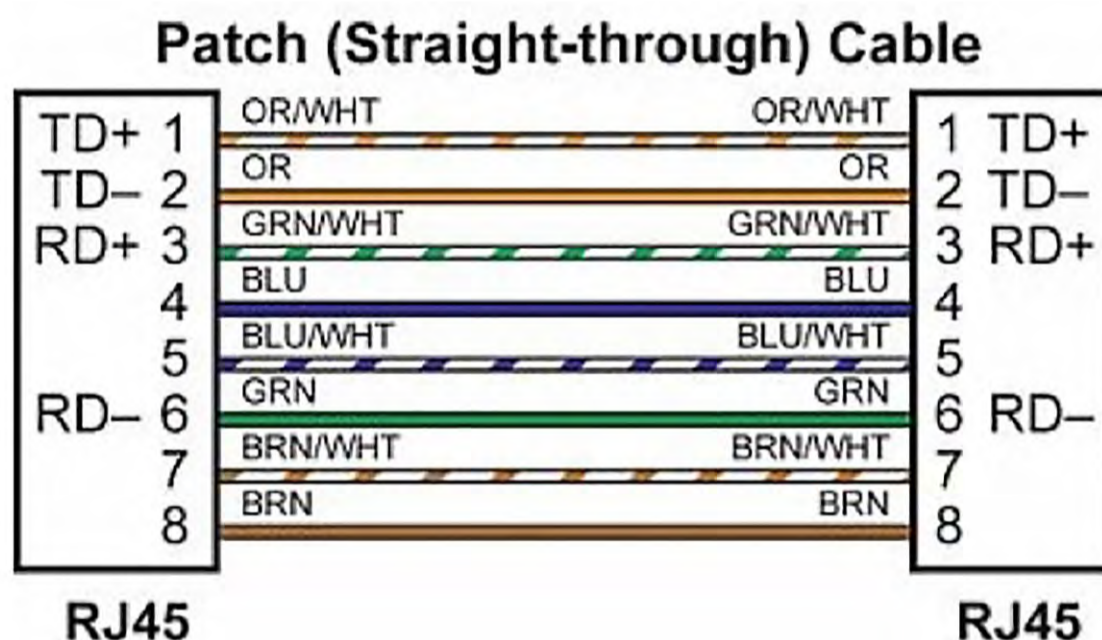 Patch (Straight-through) Cable
OR/WHT OR/WHT
TD+ 1 1 TD+
OR OR
TD– 2 2 TD–
GRN/WHT GRN/WHT
RD+ 3 3 RD+
BLU BLU
4 4
BLU/WHT BLU/WHT
5 5
GRN GRN
RD– 6 6 RD–
BRN/WHT BRN/WHT
7 7
BRN BRN
8 8
RJ45 RJ45